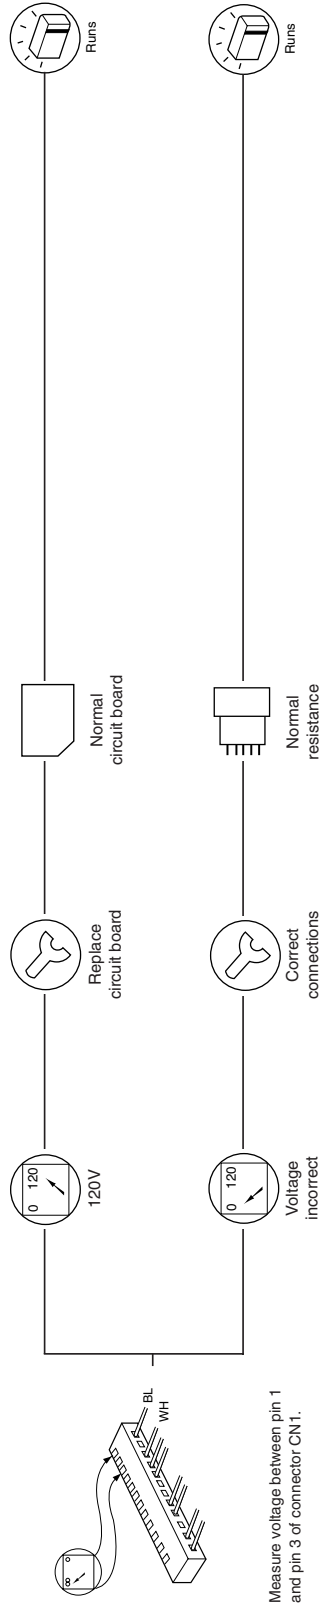 BL
WH
Measure voltage between pin 1
and pin 3 of connector CN1.
0 120
120V
Replace
circuit board
Normal
circuit board
Runs
0 120
Voltage
incorrect
Correct
connections
Normal
resistance
Runs